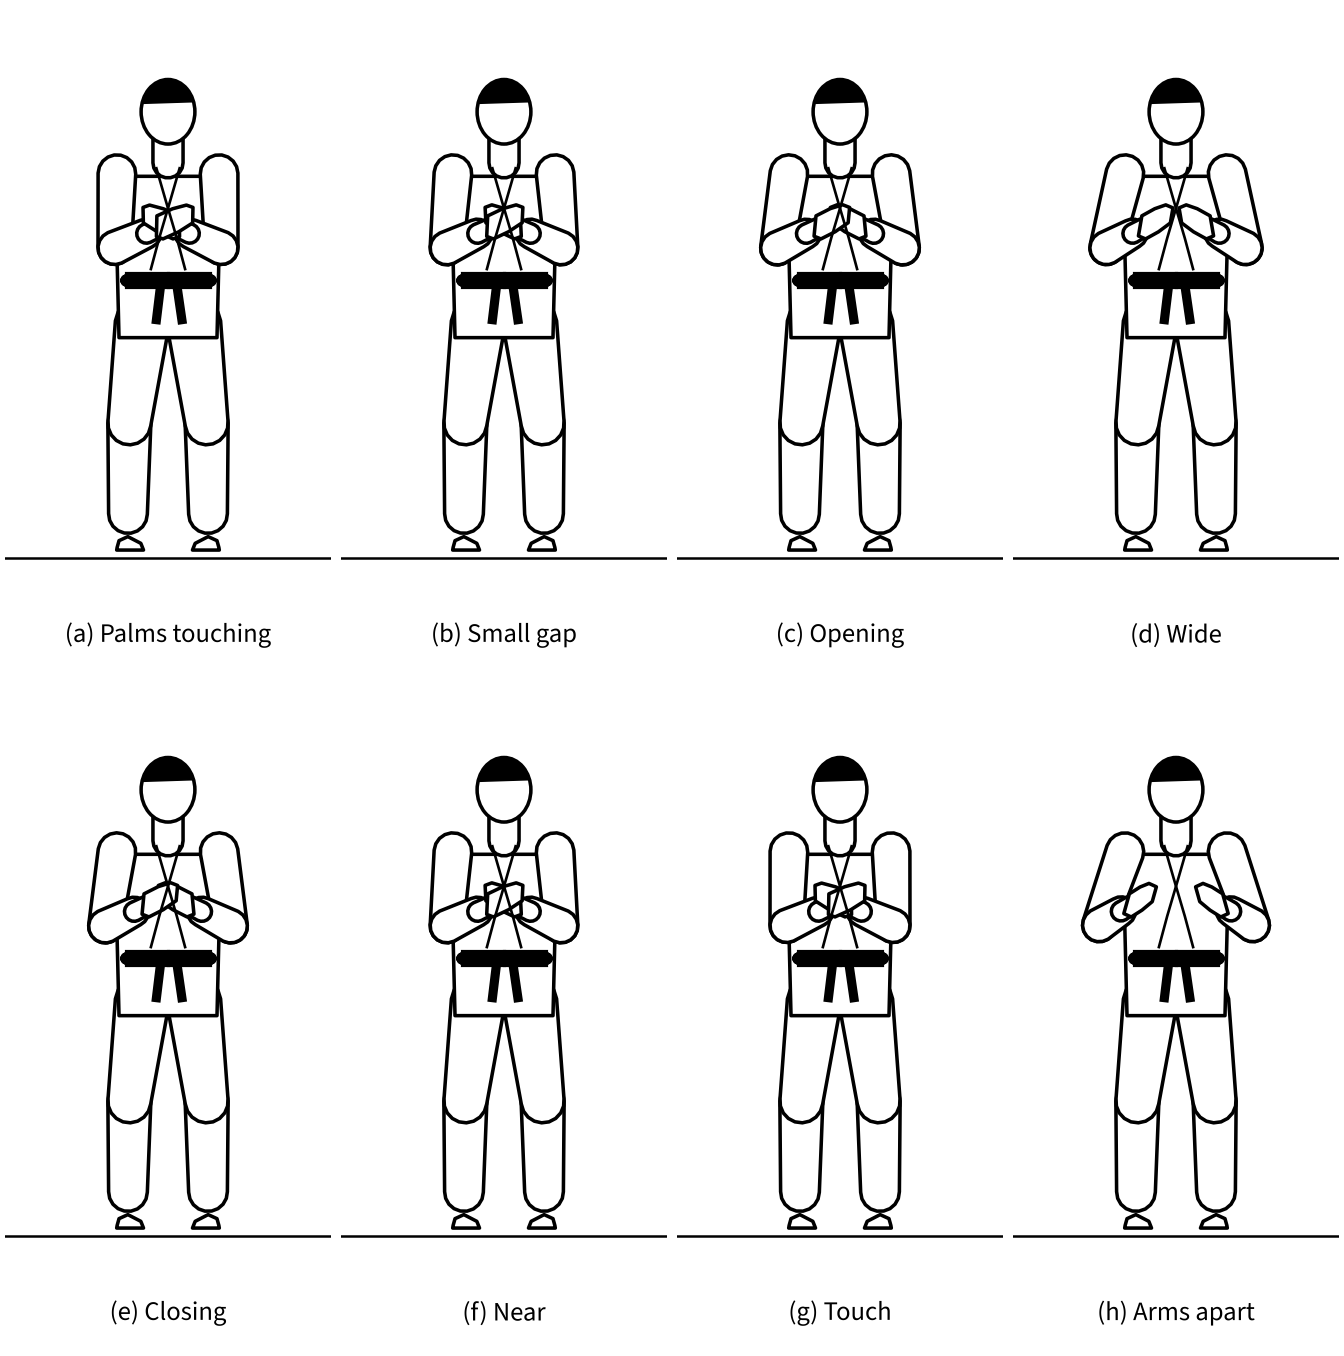 (a) Palms touching
(b) Small gap
(c) Opening
(d) Wide
(e) Closing
(f) Near
(g) Touch
(h) Arms apart